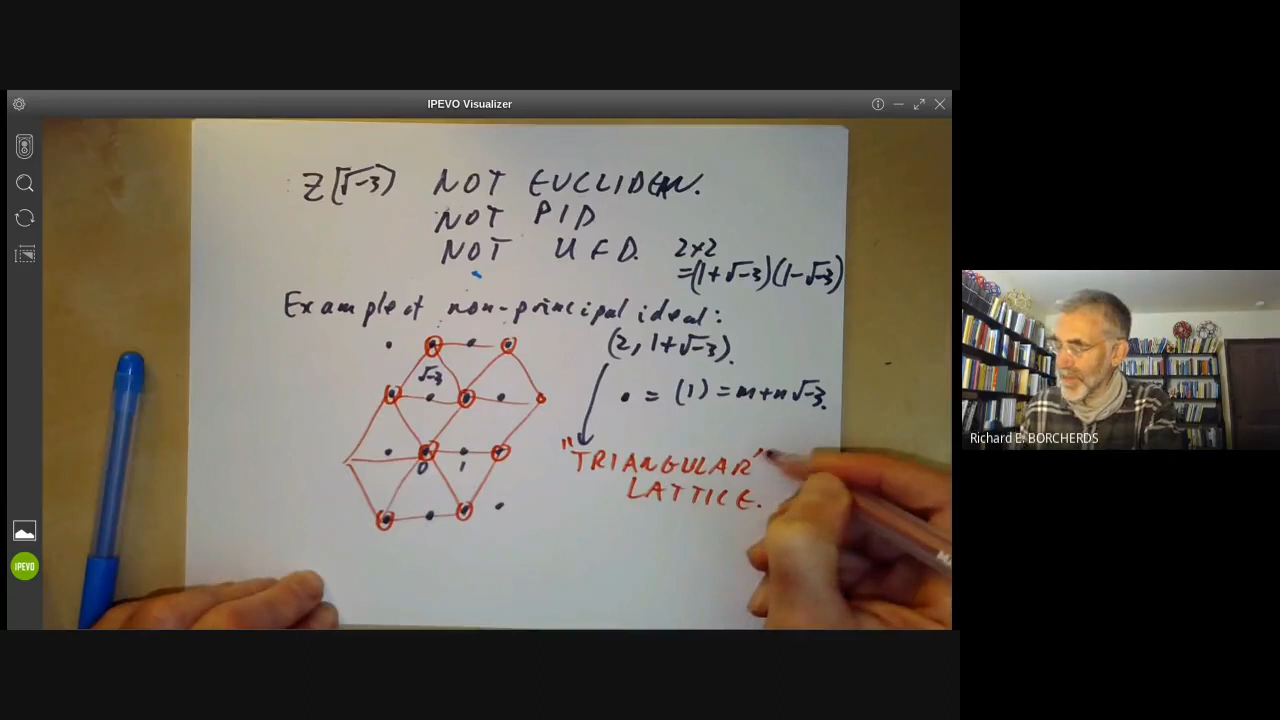 IPEVO Visualizer
Z[√-3] NOT EUCLIDEAN.
NOT PID
NOT UFD. 2×2
=(1+√-3)(1-√-3)
Example of non-principal ideal:
(2, 1+√-3).
√-3
• = (1) = m+n√-3.
0 1
"TRIANGULAR"
LATTICE.
Richard E. BORCHERDS
iPEVO